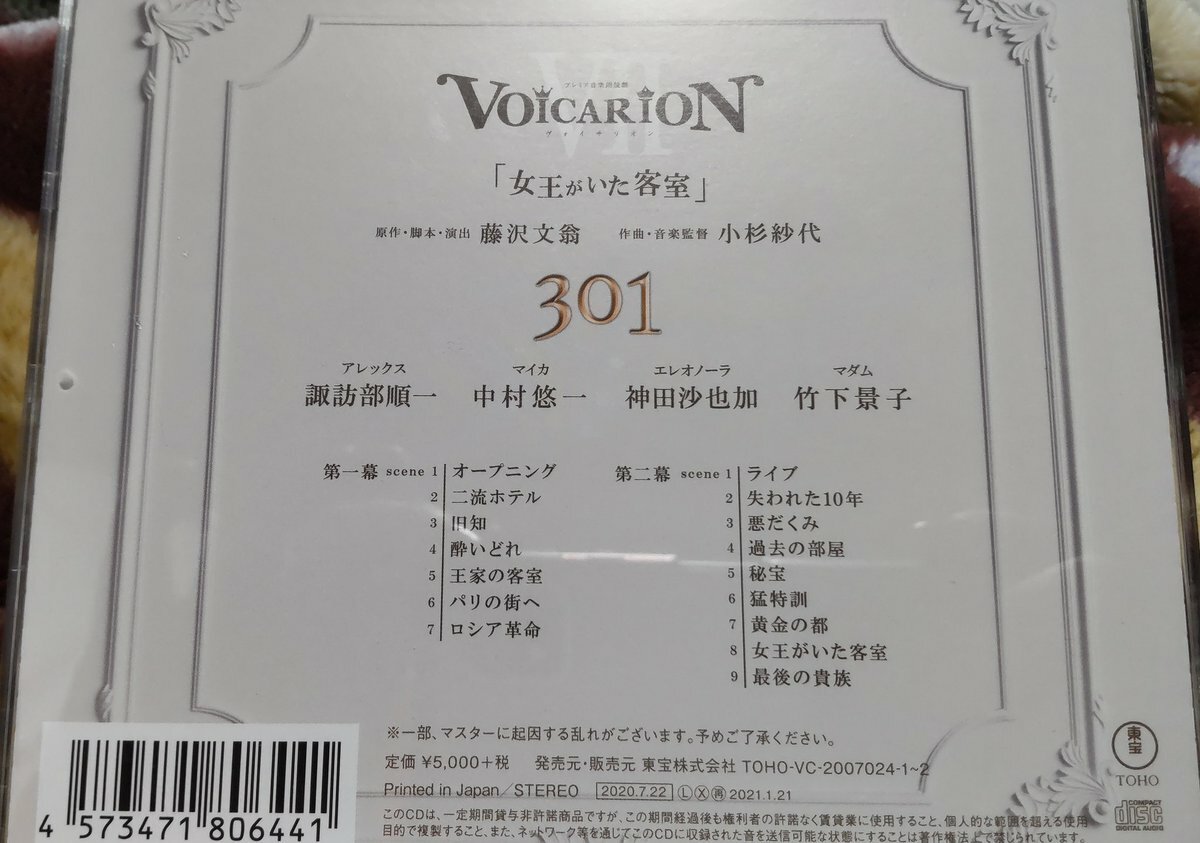 プレミア音楽朗読劇
VOICARION
ヴォイサリオン
VII
「女王がいた客室」
原作・脚本・演出 藤沢文翁 作曲・音楽監督 小杉紗代
301
アレックス マイカ エレオノーラ マダム
諏訪部順一 中村悠一 神田沙也加 竹下景子
第一幕 scene 1 オープニング
2 二流ホテル
3 旧知
4 酔いどれ
5 王家の客室
6 パリの街へ
7 ロシア革命
第二幕 scene 1 ライブ
2 失われた10年
3 悪だくみ
4 過去の部屋
5 秘宝
6 猛特訓
7 黄金の都
8 女王がいた客室
9 最後の貴族
※一部、マスターに起因する乱れがございます。予めご了承ください。
定価 ¥5,000+税 発売元・販売元 東宝株式会社 TOHO-VC-2007024-1~2
Printed in Japan/STEREO 2020.7.22 Ⓛ Ⓧ ㊃ 2021.1.21
このCDは、一定期間貸与非許諾商品ですが、この期間経過後も権利者の許諾なく賃貸業に使用すること、個人的な範囲を超える使用
目的で複製すること、また、ネットワーク等を通じてこのCDに収録された音を送信可能な状態にすることは著作権法上で禁じられています。
4 573471 806441
東宝
TOHO
COMPACT
disc
DIGITAL AUDIO